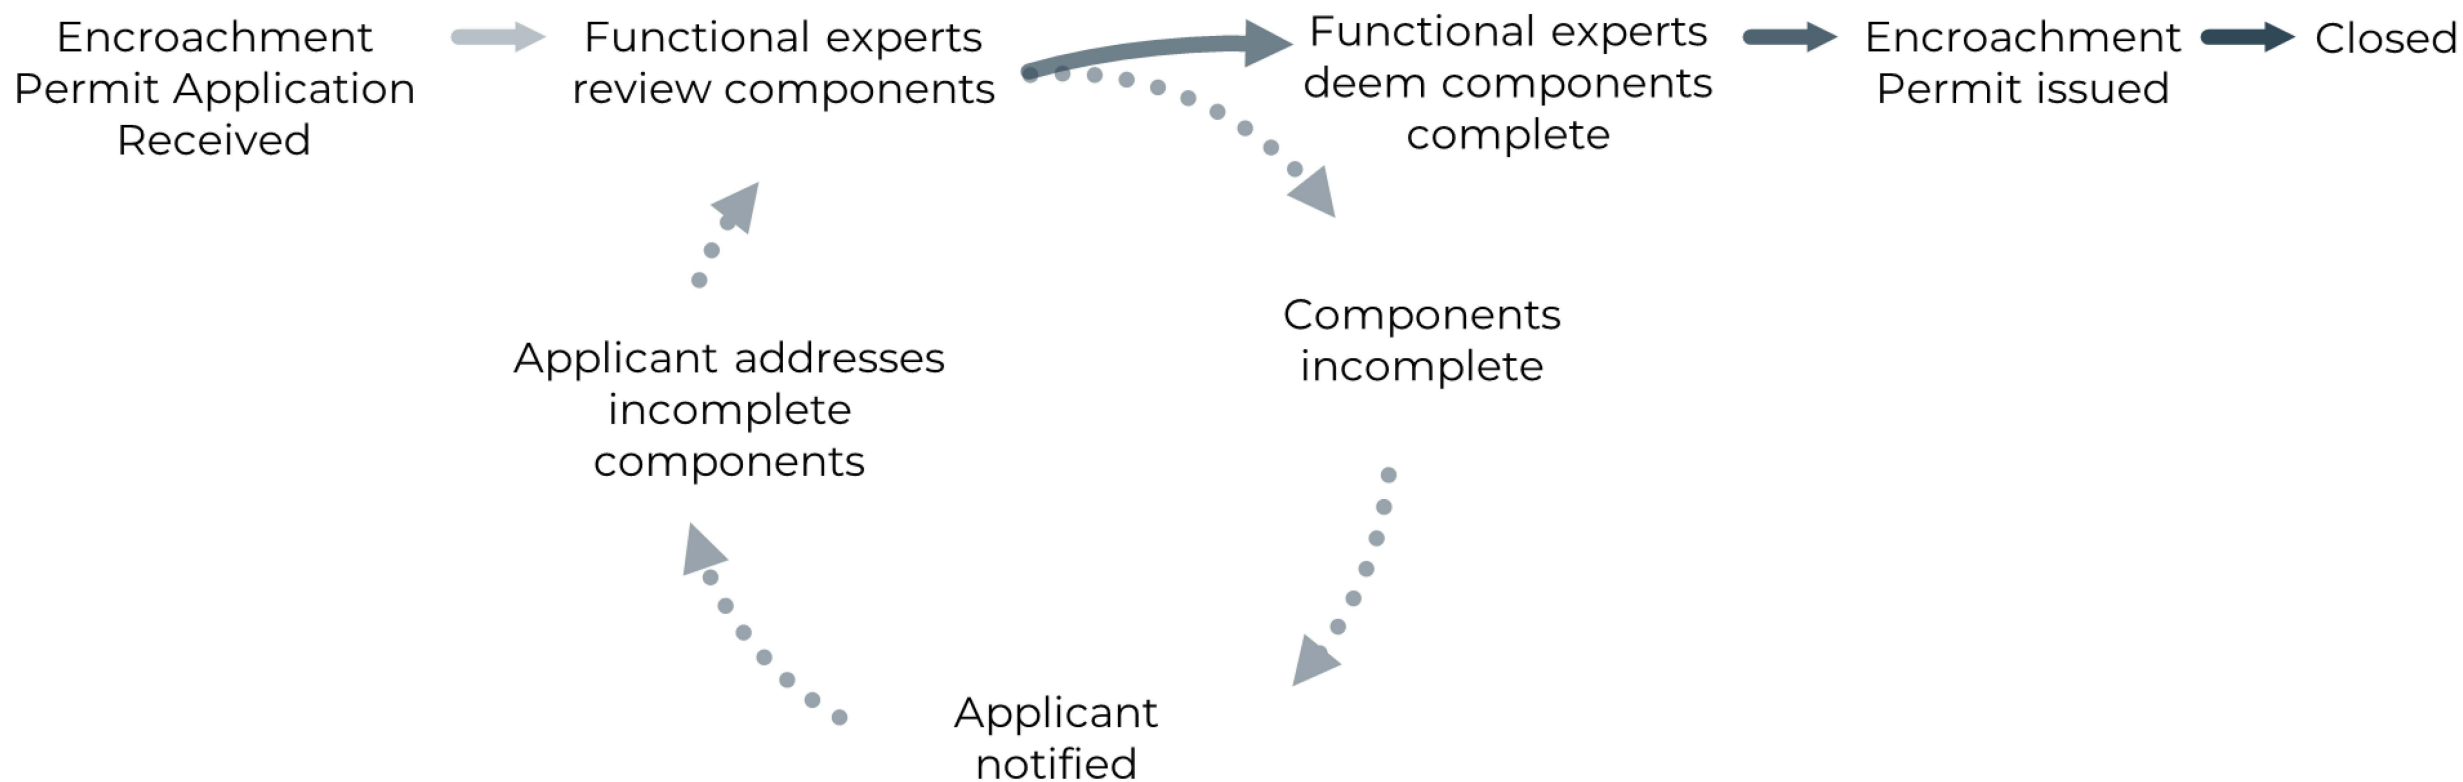 Encroachment
Permit Application
Received
Functional experts
review components
Functional experts
deem components
complete
Encroachment
Permit issued
Closed
Components
incomplete
Applicant addresses
incomplete
components
Applicant
notified